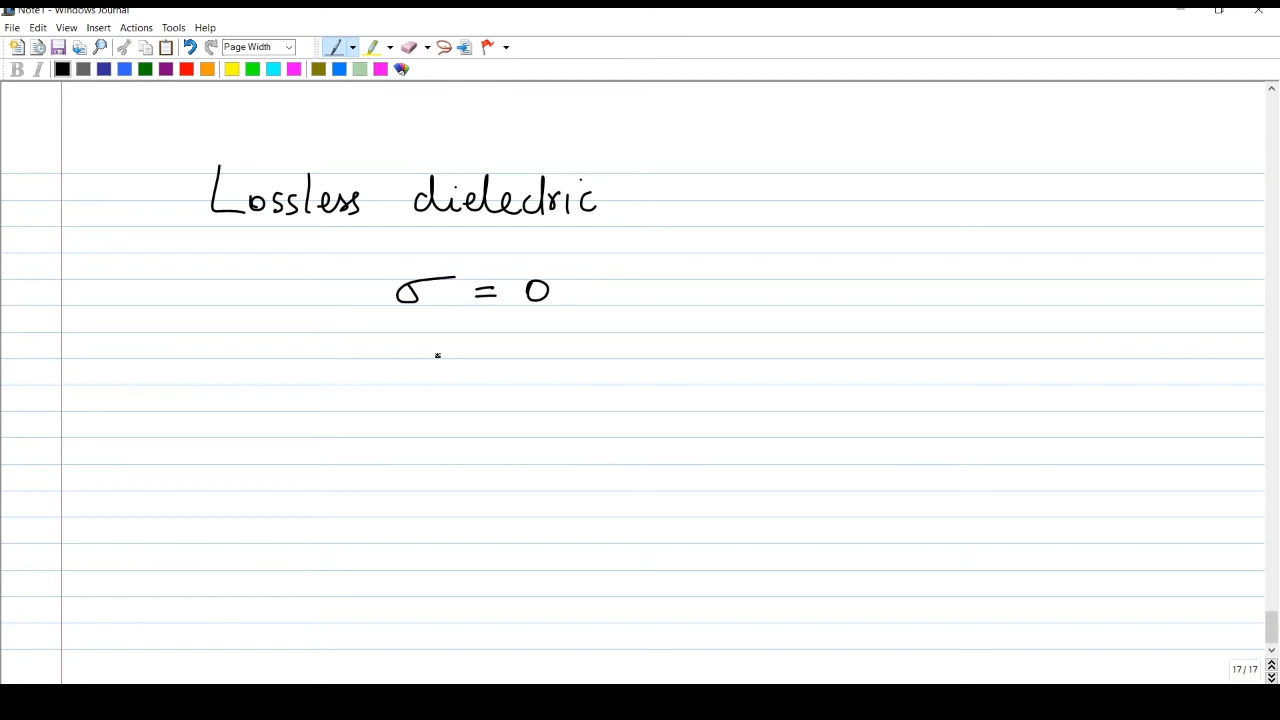 Note1 - Windows Journal
File Edit View Insert Actions Tools Help
Page Width
B I
Lossless dielectric
σ = 0
17 / 17